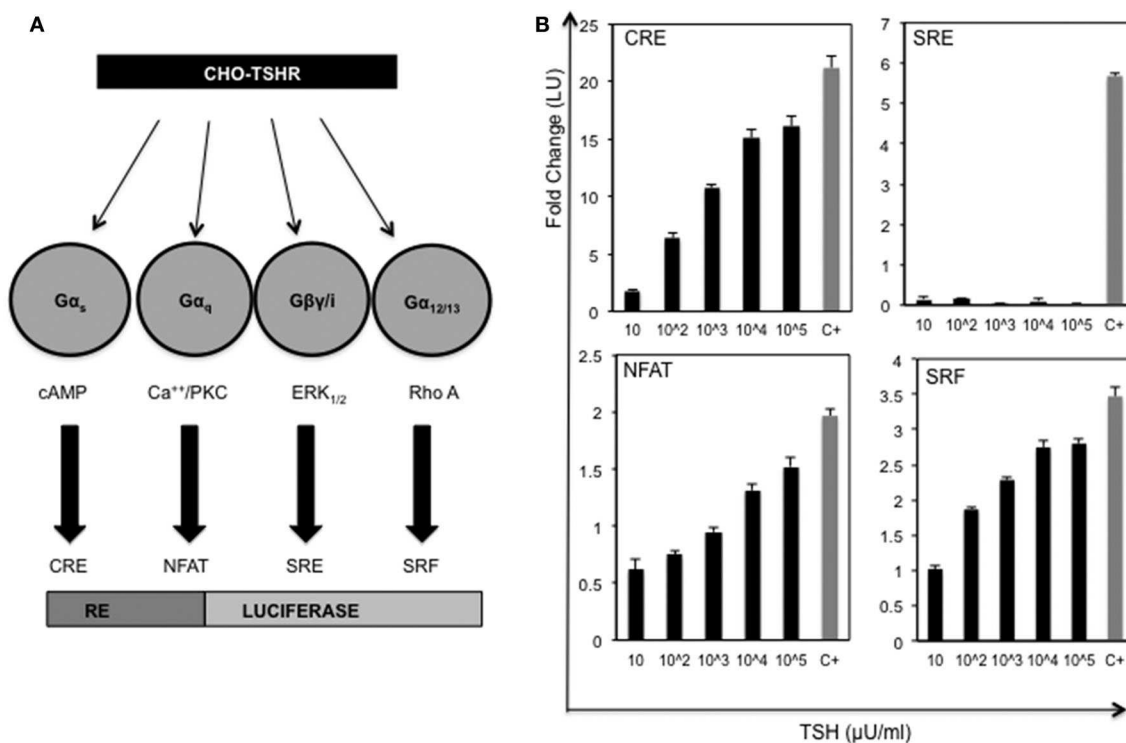 A
CHO-TSHR
Gαs
Gαq
Gβγ/i
Gα12/13
cAMP
Ca++/PKC
ERK1/2
Rho A
CRE
NFAT
SRE
SRF
RE
LUCIFERASE
B
Fold Change (LU)
CRE
25
20
15
10
5
0
10 10^2 10^3 10^4 10^5 C+
SRE
7
6
5
4
3
2
1
0
10 10^2 10^3 10^4 10^5 C+
NFAT
2.5
2
1.5
1
0.5
0
10 10^2 10^3 10^4 10^5 C+
SRF
4
3.5
3
2.5
2
1.5
1
0.5
0
10 10^2 10^3 10^4 10^5 C+
TSH (µU/ml)